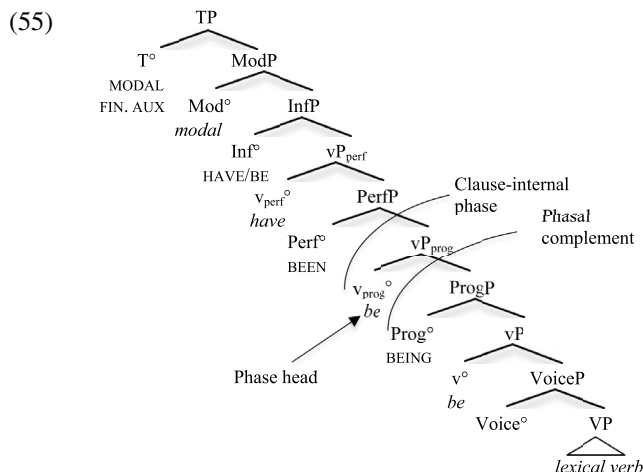 (55)
TP
T° ModP
MODAL
FIN. AUX Mod° InfP
modal
Inf° vPperf
HAVE/BE
vperf° PerfP
have
Clause-internal
phase
Perf° vPprog
BEEN
Phasal
complement
vprog° ProgP
be
Prog° vP
BEING
Phase head
v° VoiceP
be
Voice° VP
lexical verb